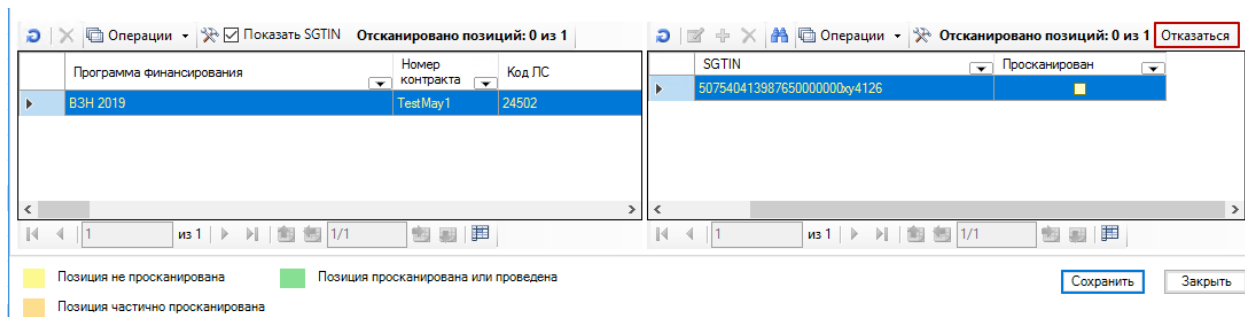 Операции Показать SGTIN Отсканировано позиций: 0 из 1
Программа финансирования Номер контракта Код ЛС
ВЗН 2019 TestMay1 24502
1 из 1 1/1
Операции Отсканировано позиций: 0 из 1 Отказаться
SGTIN Просканирован
507540413987650000000xy4126
1 из 1 1/1
Позиция не просканирована Позиция просканирована или проведена
Позиция частично просканирована
Сохранить Закрыть